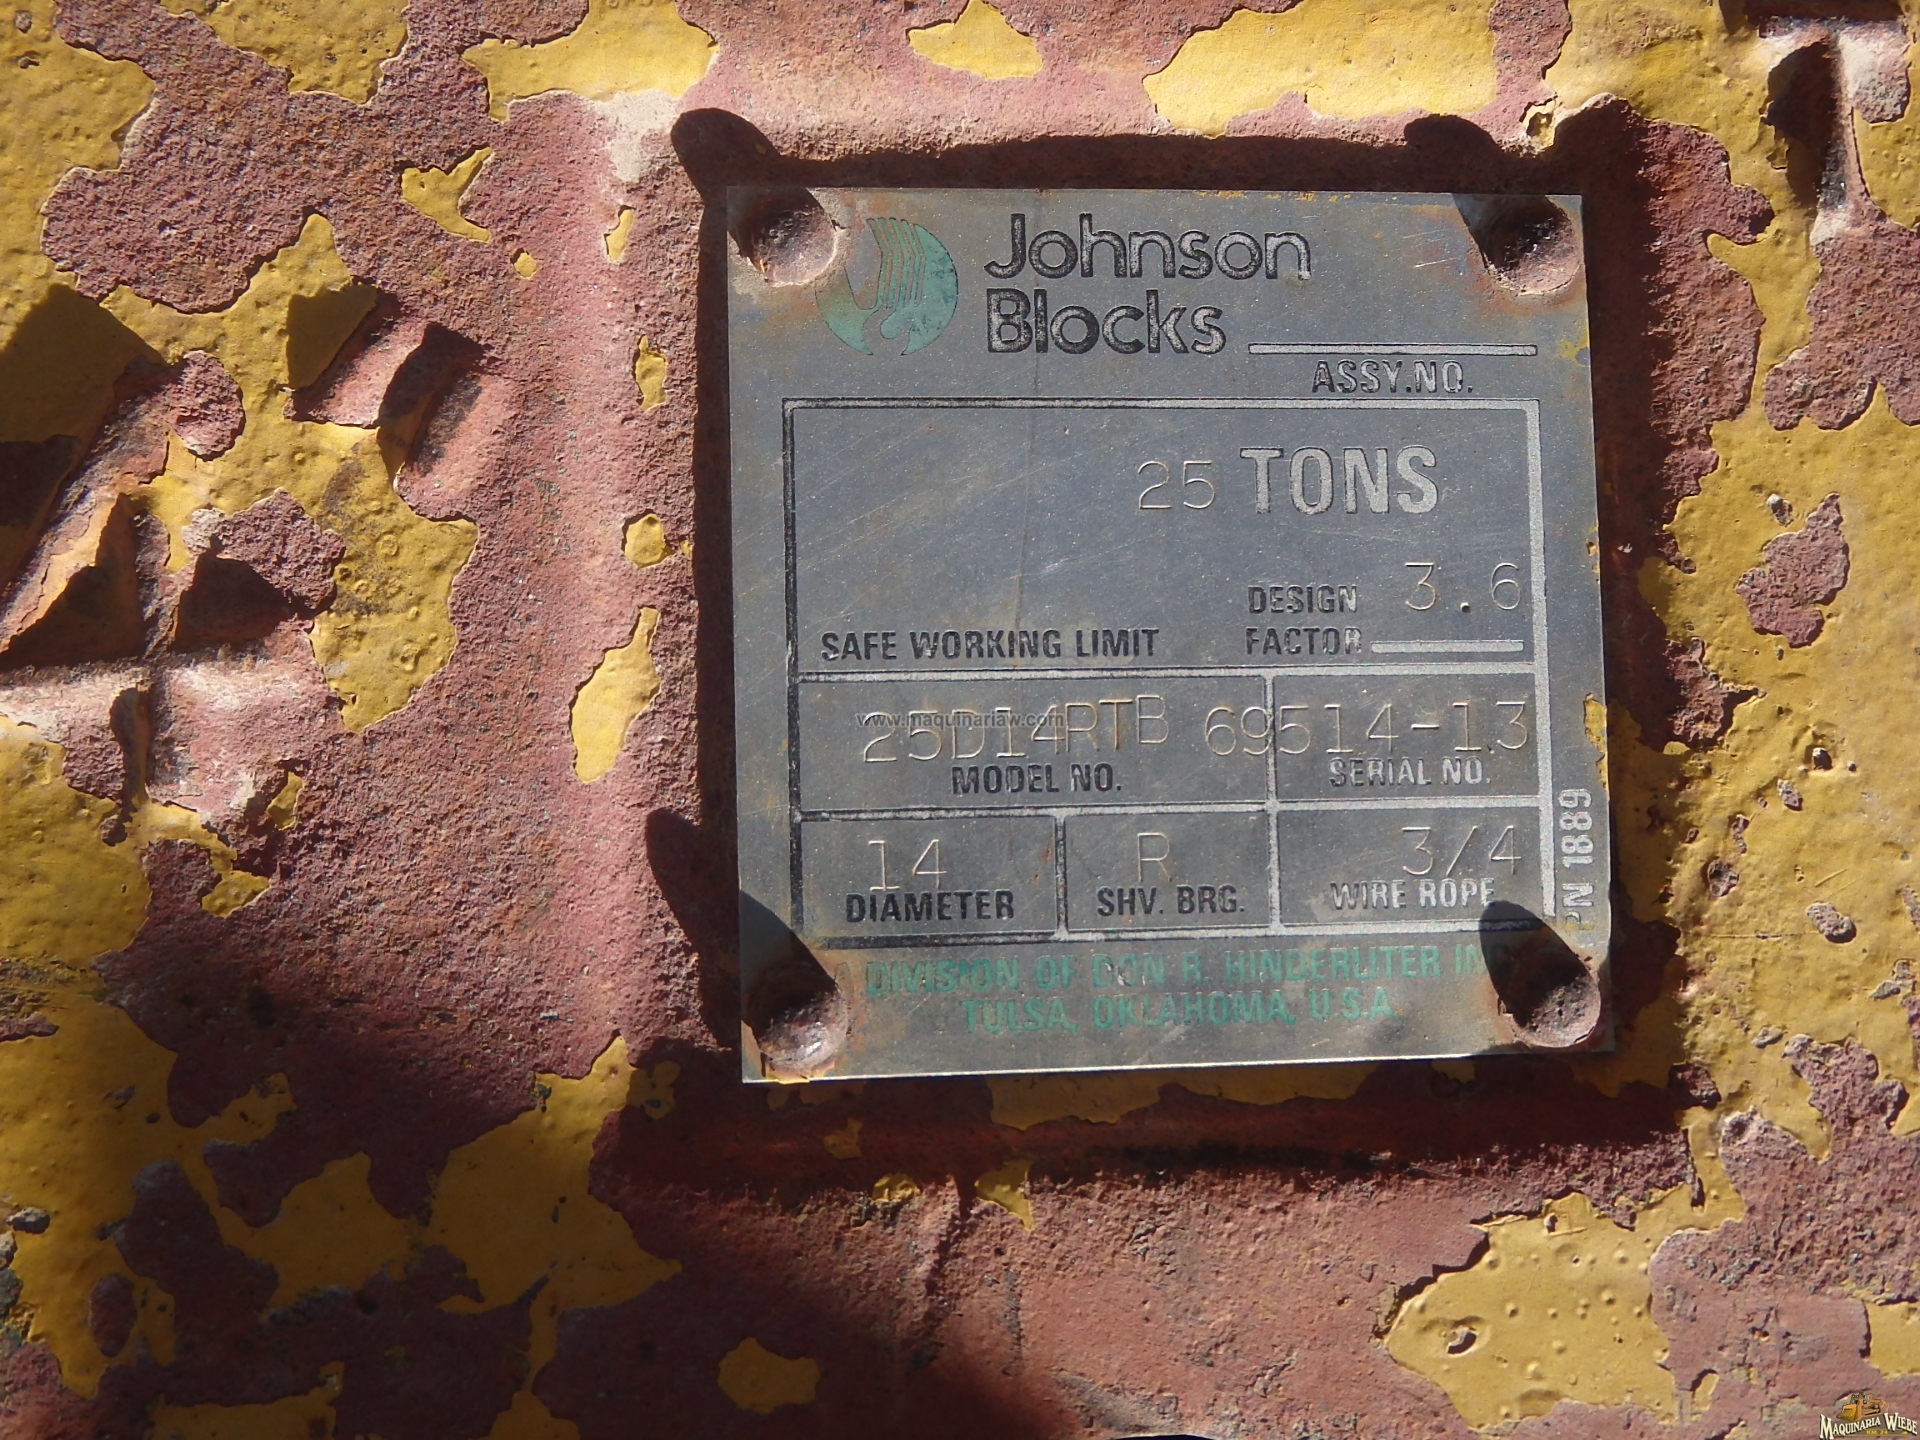 Johnson
Blocks
ASSY.NO.
25 TONS
DESIGN 3.6
SAFE WORKING LIMIT FACTOR
25D14RTB 69514-13
www.maquinariaw.com
MODEL NO. SERIAL NO.
14 R 3/4
DIAMETER SHV. BRG. WIRE ROPE
PN 1889
A DIVISION OF DON R. HINDERLITER INC
TULSA, OKLAHOMA, U.S.A.
MAQUINARIA WIEBE
KM. 24